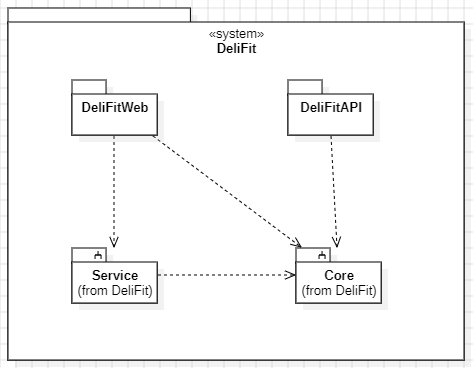 «system»
DeliFit
DeliFitWeb
DeliFitAPI
Service
(from DeliFit)
Core
(from DeliFit)